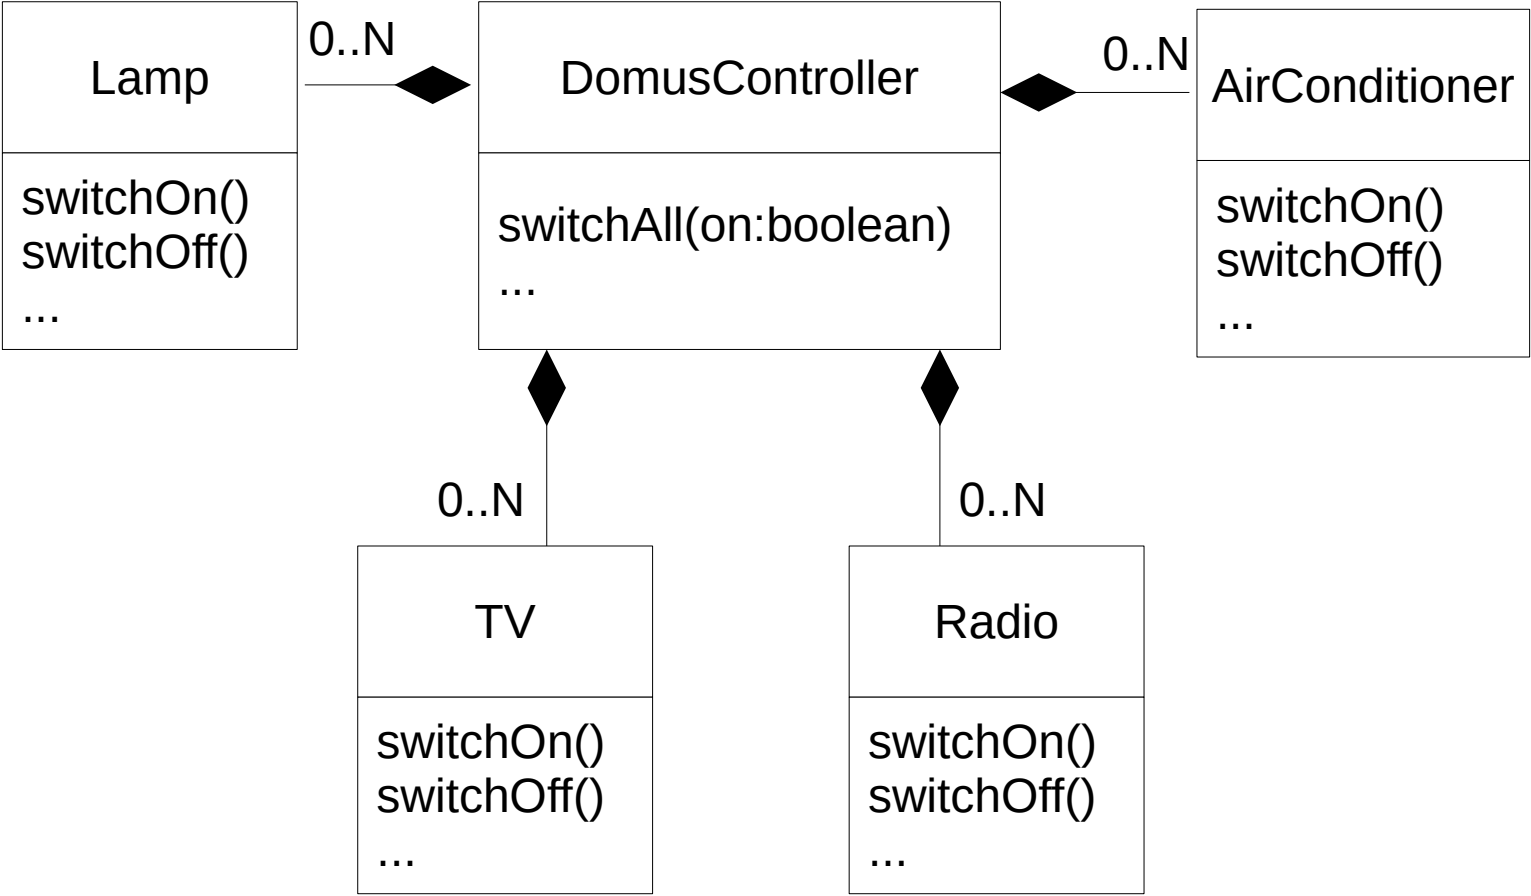 Lamp
switchOn()
switchOff()
...
0..N
DomusController
switchAll(on:boolean)
...
0..N
AirConditioner
switchOn()
switchOff()
...
0..N
TV
switchOn()
switchOff()
...
0..N
Radio
switchOn()
switchOff()
...